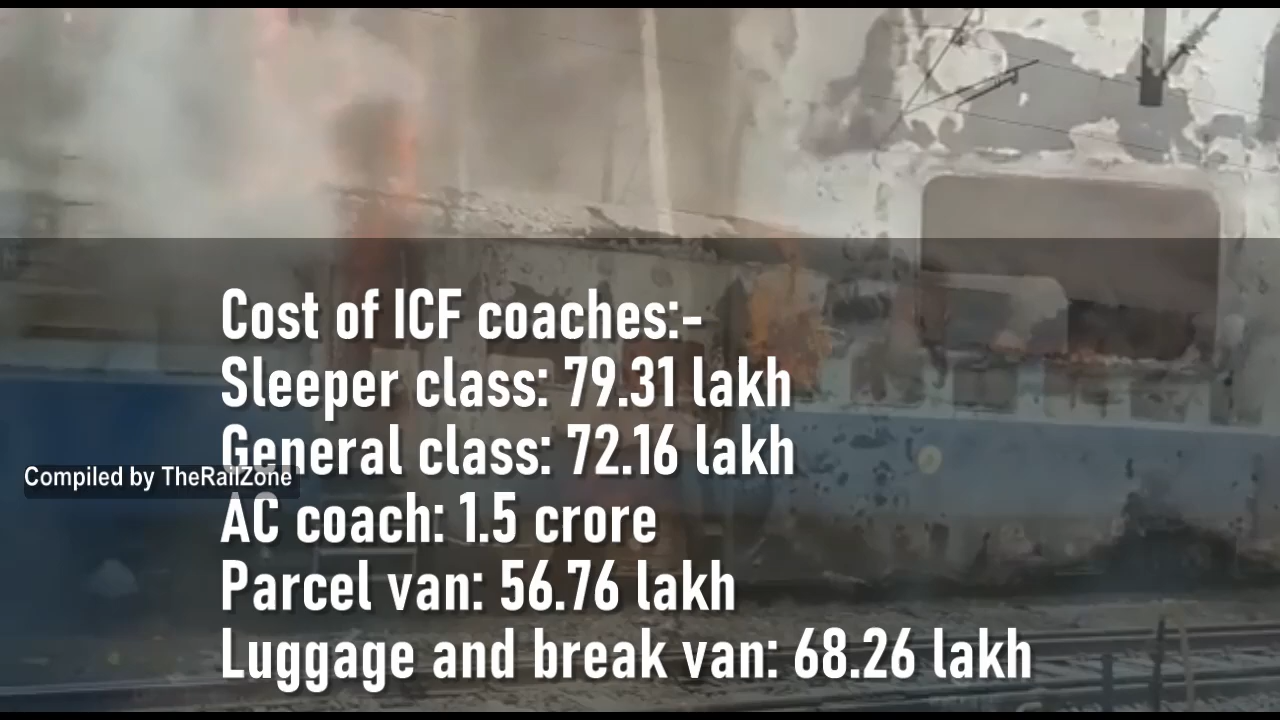 Cost of ICF coaches:-
Sleeper class: 79.31 lakh
General class: 72.16 lakh
Compiled by TheRailZone
AC coach: 1.5 crore
Parcel van: 56.76 lakh
Luggage and break van: 68.26 lakh